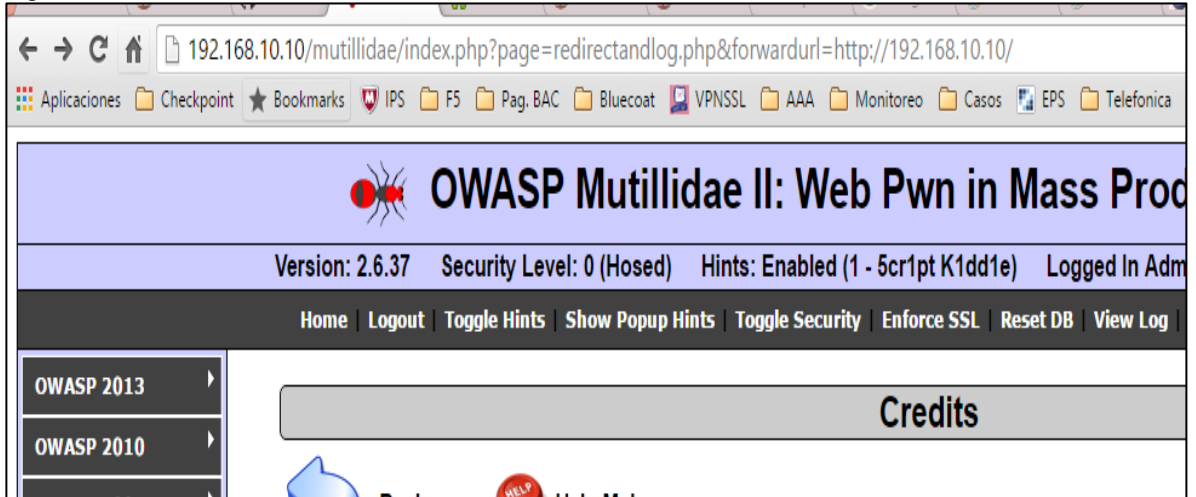 192.168.10.10/mutillidae/index.php?page=redirectandlog.php&forwardurl=http://192.168.10.10/
Aplicaciones Checkpoint Bookmarks IPS F5 Pag. BAC Bluecoat VPNSSL AAA Monitoreo Casos EPS Telefonica
OWASP Mutillidae II: Web Pwn in Mass Prod
Version: 2.6.37 Security Level: 0 (Hosed) Hints: Enabled (1 - 5cr1pt K1dd1e) Logged In Adm
Home | Logout | Toggle Hints | Show Popup Hints | Toggle Security | Enforce SSL | Reset DB | View Log |
OWASP 2013
Credits
OWASP 2010
HELP